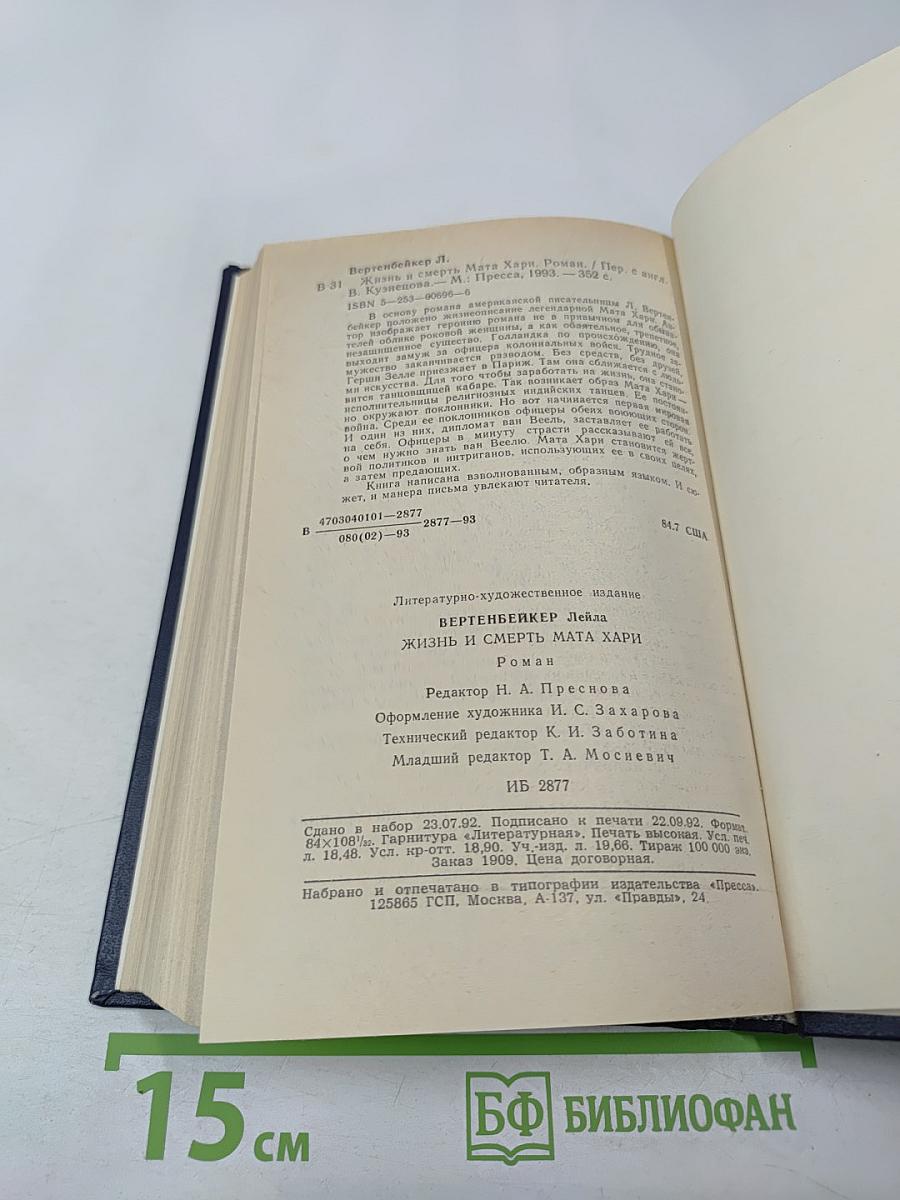 Вертенбейкер Л.
В 31 Жизнь и смерть Мата Хари. Роман. / Пер. с англ.
В. Кузнецова.— М.: Пресса, 1993. — 352 с.
ISBN 5—253—00696—6
В основу романа американской писательницы Л. Вертен-
бейкер положено жизнеописание легендарной Мата Хари. Ав-
тор изображает героиню романа не в привычном для обыва-
телей облике роковой женщины, а как обаятельное, трепетное,
незащищенное существо. Голландка по происхождению, она
выходит замуж за офицера колониальных войск. Трудное за-
мужество заканчивается разводом. Без средств, без друзей,
Герши Зелле приезжает в Париж. Там она сближается с людь-
ми искусства. Для того чтобы заработать на жизнь, она стано-
вится танцовщицей кабаре. Так возникает образ Мата Хари —
исполнительницы религиозных индийских танцев. Ее постоян-
но окружают поклонники. Но вот начинается первая мировая
война. Среди ее поклонников офицеры обеих воюющих сторон.
И один из них, дипломат ван Веель, заставляет ее работать
на себя. Офицеры в минуту страсти рассказывают ей все,
о чем нужно знать ван Веелю. Мата Хари становится жерт-
вой политиков и интриганов, использующих ее в своих целях,
а затем предающих.
Книга написана взволнованным, образным языком. И сю-
жет, и манера письма увлекают читателя.
В 4703040101—2877
080(02)—93 2877—93
84.7 США
Литературно-художественное издание
ВЕРТЕНБЕЙКЕР Лейла
ЖИЗНЬ И СМЕРТЬ МАТА ХАРИ
Роман
Редактор Н. А. Преснова
Оформление художника И. С. Захарова
Технический редактор К. И. Заботина
Младший редактор Т. А. Мосиевич
ИБ 2877
Сдано в набор 23.07.92. Подписано к печати 22.09.92. Формат
84×108¹/₃₂. Гарнитура «Литературная». Печать высокая. Усл. печ.
л. 18,48. Усл. кр-отт. 18,90. Уч.-изд. л. 19,66. Тираж 100 000 экз.
Заказ 1909. Цена договорная.
Набрано и отпечатано в типографии издательства «Пресса».
125865 ГСП, Москва, А-137, ул. «Правды», 24.
15 см
БФ БИБЛИОФАН